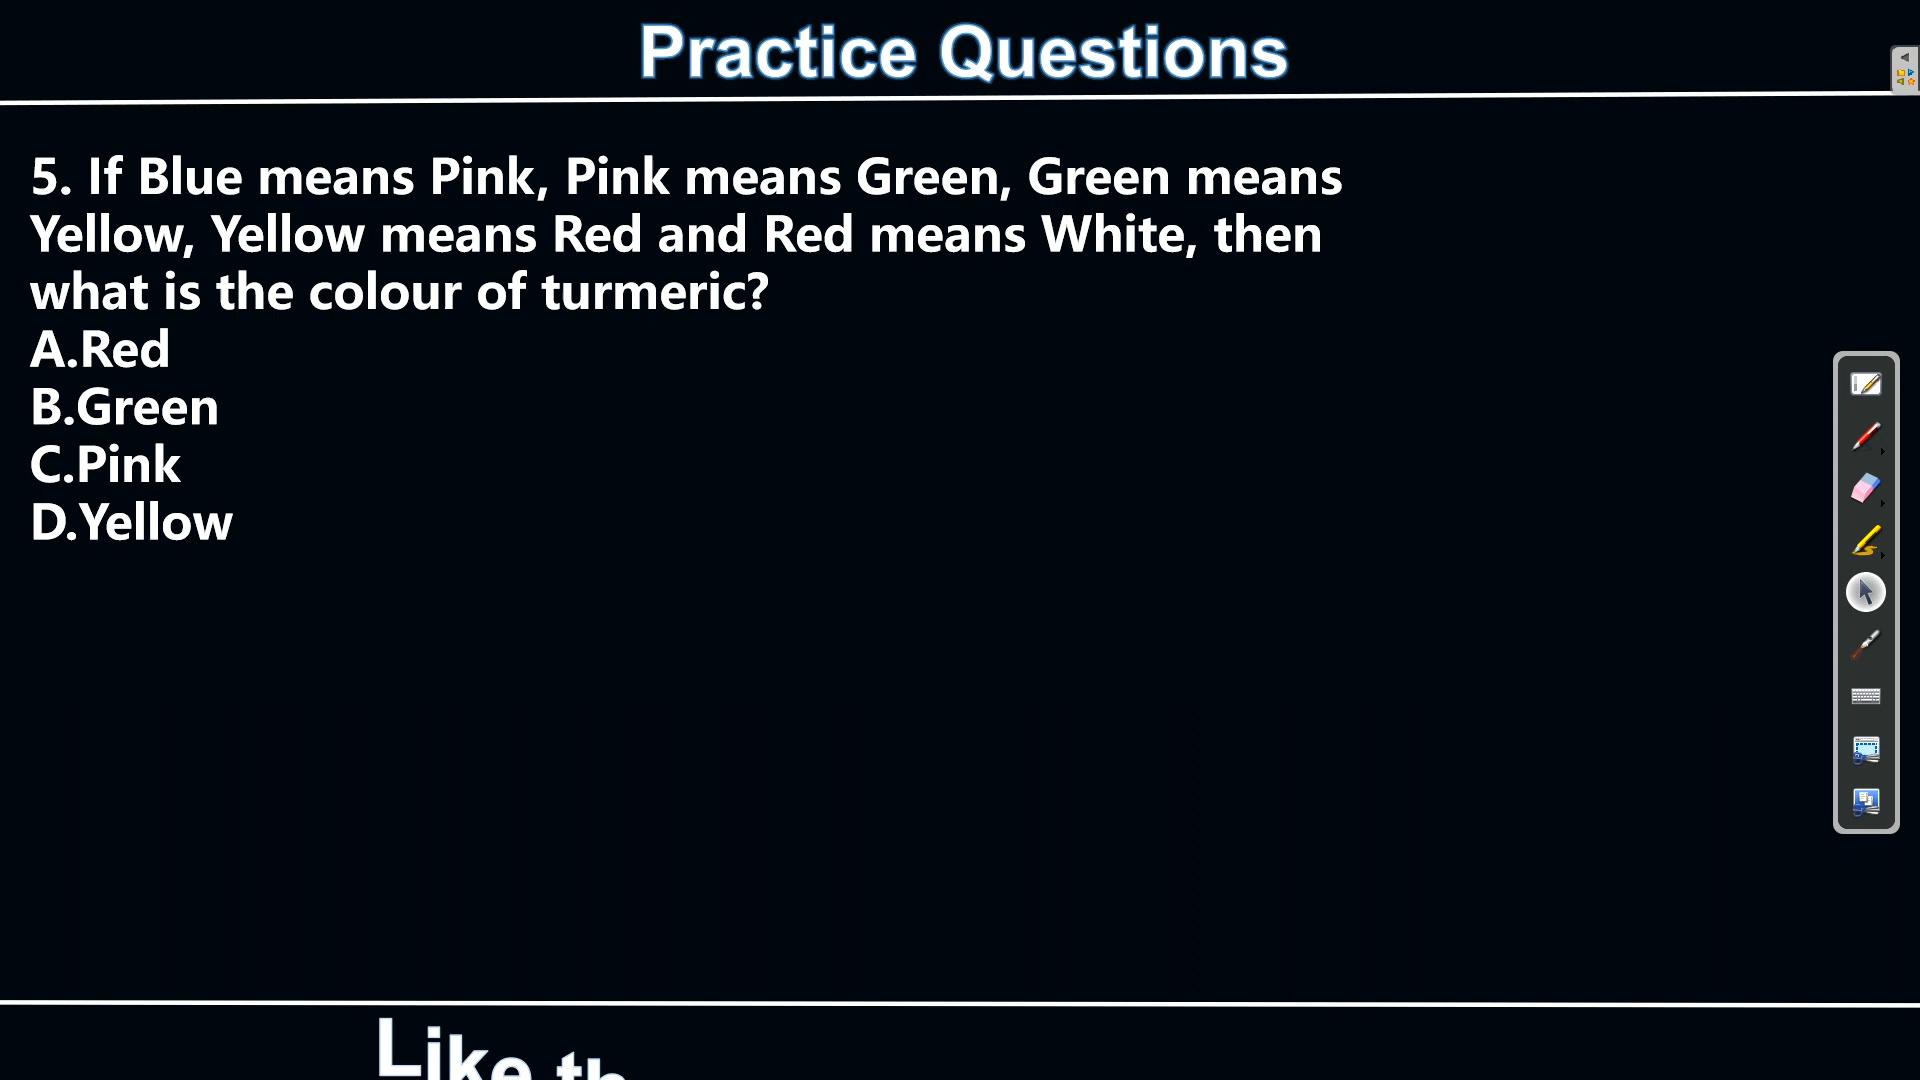 Practice Questions
5. If Blue means Pink, Pink means Green, Green means
Yellow, Yellow means Red and Red means White, then
what is the colour of turmeric?
A.Red
B.Green
C.Pink
D.Yellow
Like